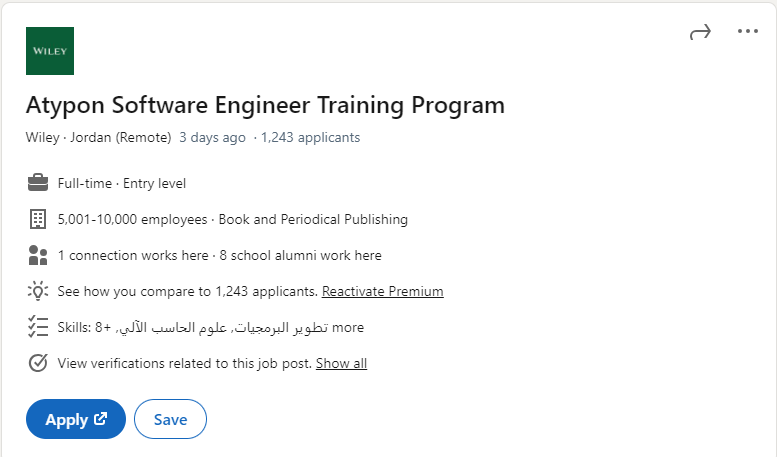 WILEY
Atypon Software Engineer Training Program
Wiley · Jordan (Remote) 3 days ago · 1,243 applicants
Full-time · Entry level
5,001-10,000 employees · Book and Periodical Publishing
1 connection works here · 8 school alumni work here
See how you compare to 1,243 applicants. Reactivate Premium
Skills: تطوير البرمجيات, علوم الحاسب الآلي, +8 more
View verifications related to this job post. Show all
Apply
Save